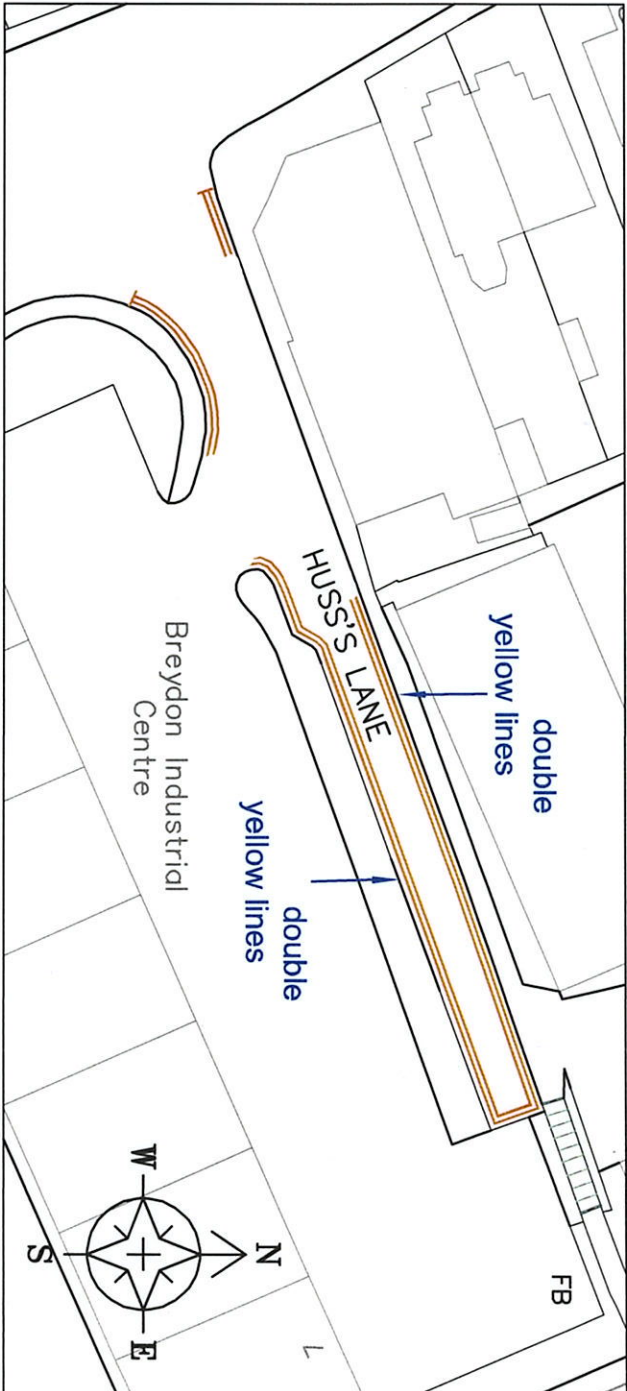 double
yellow lines
HUSS'S LANE
double
yellow lines
Breydon Industrial
Centre
FB
N
W
E
S
L